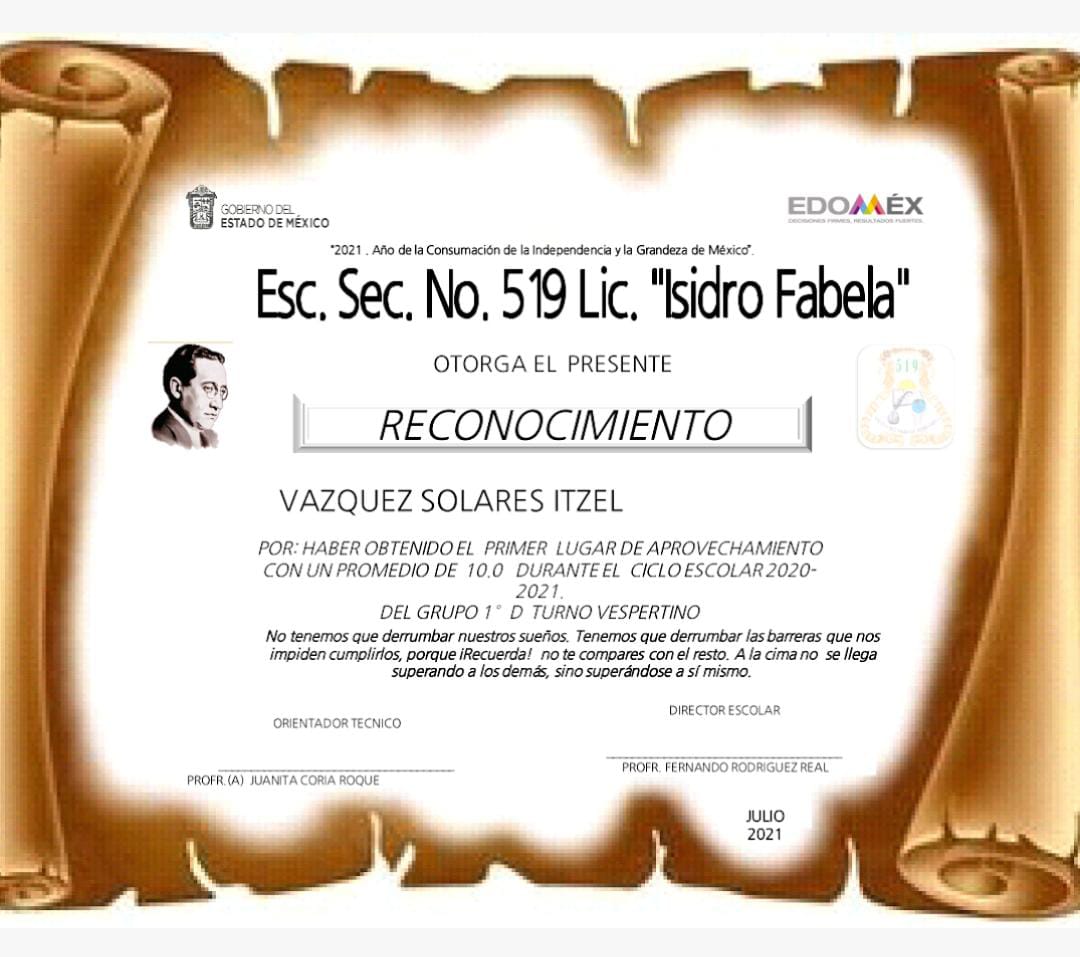 GOBIERNO DEL
ESTADO DE MÉXICO
EDOMÉX
DECISIONES FIRMES, RESULTADOS FUERTES.
"2021 . Año de la Consumación de la Independencia y la Grandeza de México".
Esc. Sec. No. 519 Lic. "Isidro Fabela"
OTORGA EL PRESENTE
519
RECONOCIMIENTO
VAZQUEZ SOLARES ITZEL
POR: HABER OBTENIDO EL PRIMER LUGAR DE APROVECHAMIENTO
CON UN PROMEDIO DE 10.0 DURANTE EL CICLO ESCOLAR 2020-
2021.
DEL GRUPO 1° D TURNO VESPERTINO
No tenemos que derrumbar nuestros sueños. Tenemos que derrumbar las barreras que nos
impiden cumplirlos, porque ¡Recuerda! no te compares con el resto. A la cima no se llega
superando a los demás, sino superándose a sí mismo.
ORIENTADOR TECNICO
DIRECTOR ESCOLAR
PROFR.(A) JUANITA CORIA ROQUE
PROFR. FERNANDO RODRIGUEZ REAL
JULIO
2021